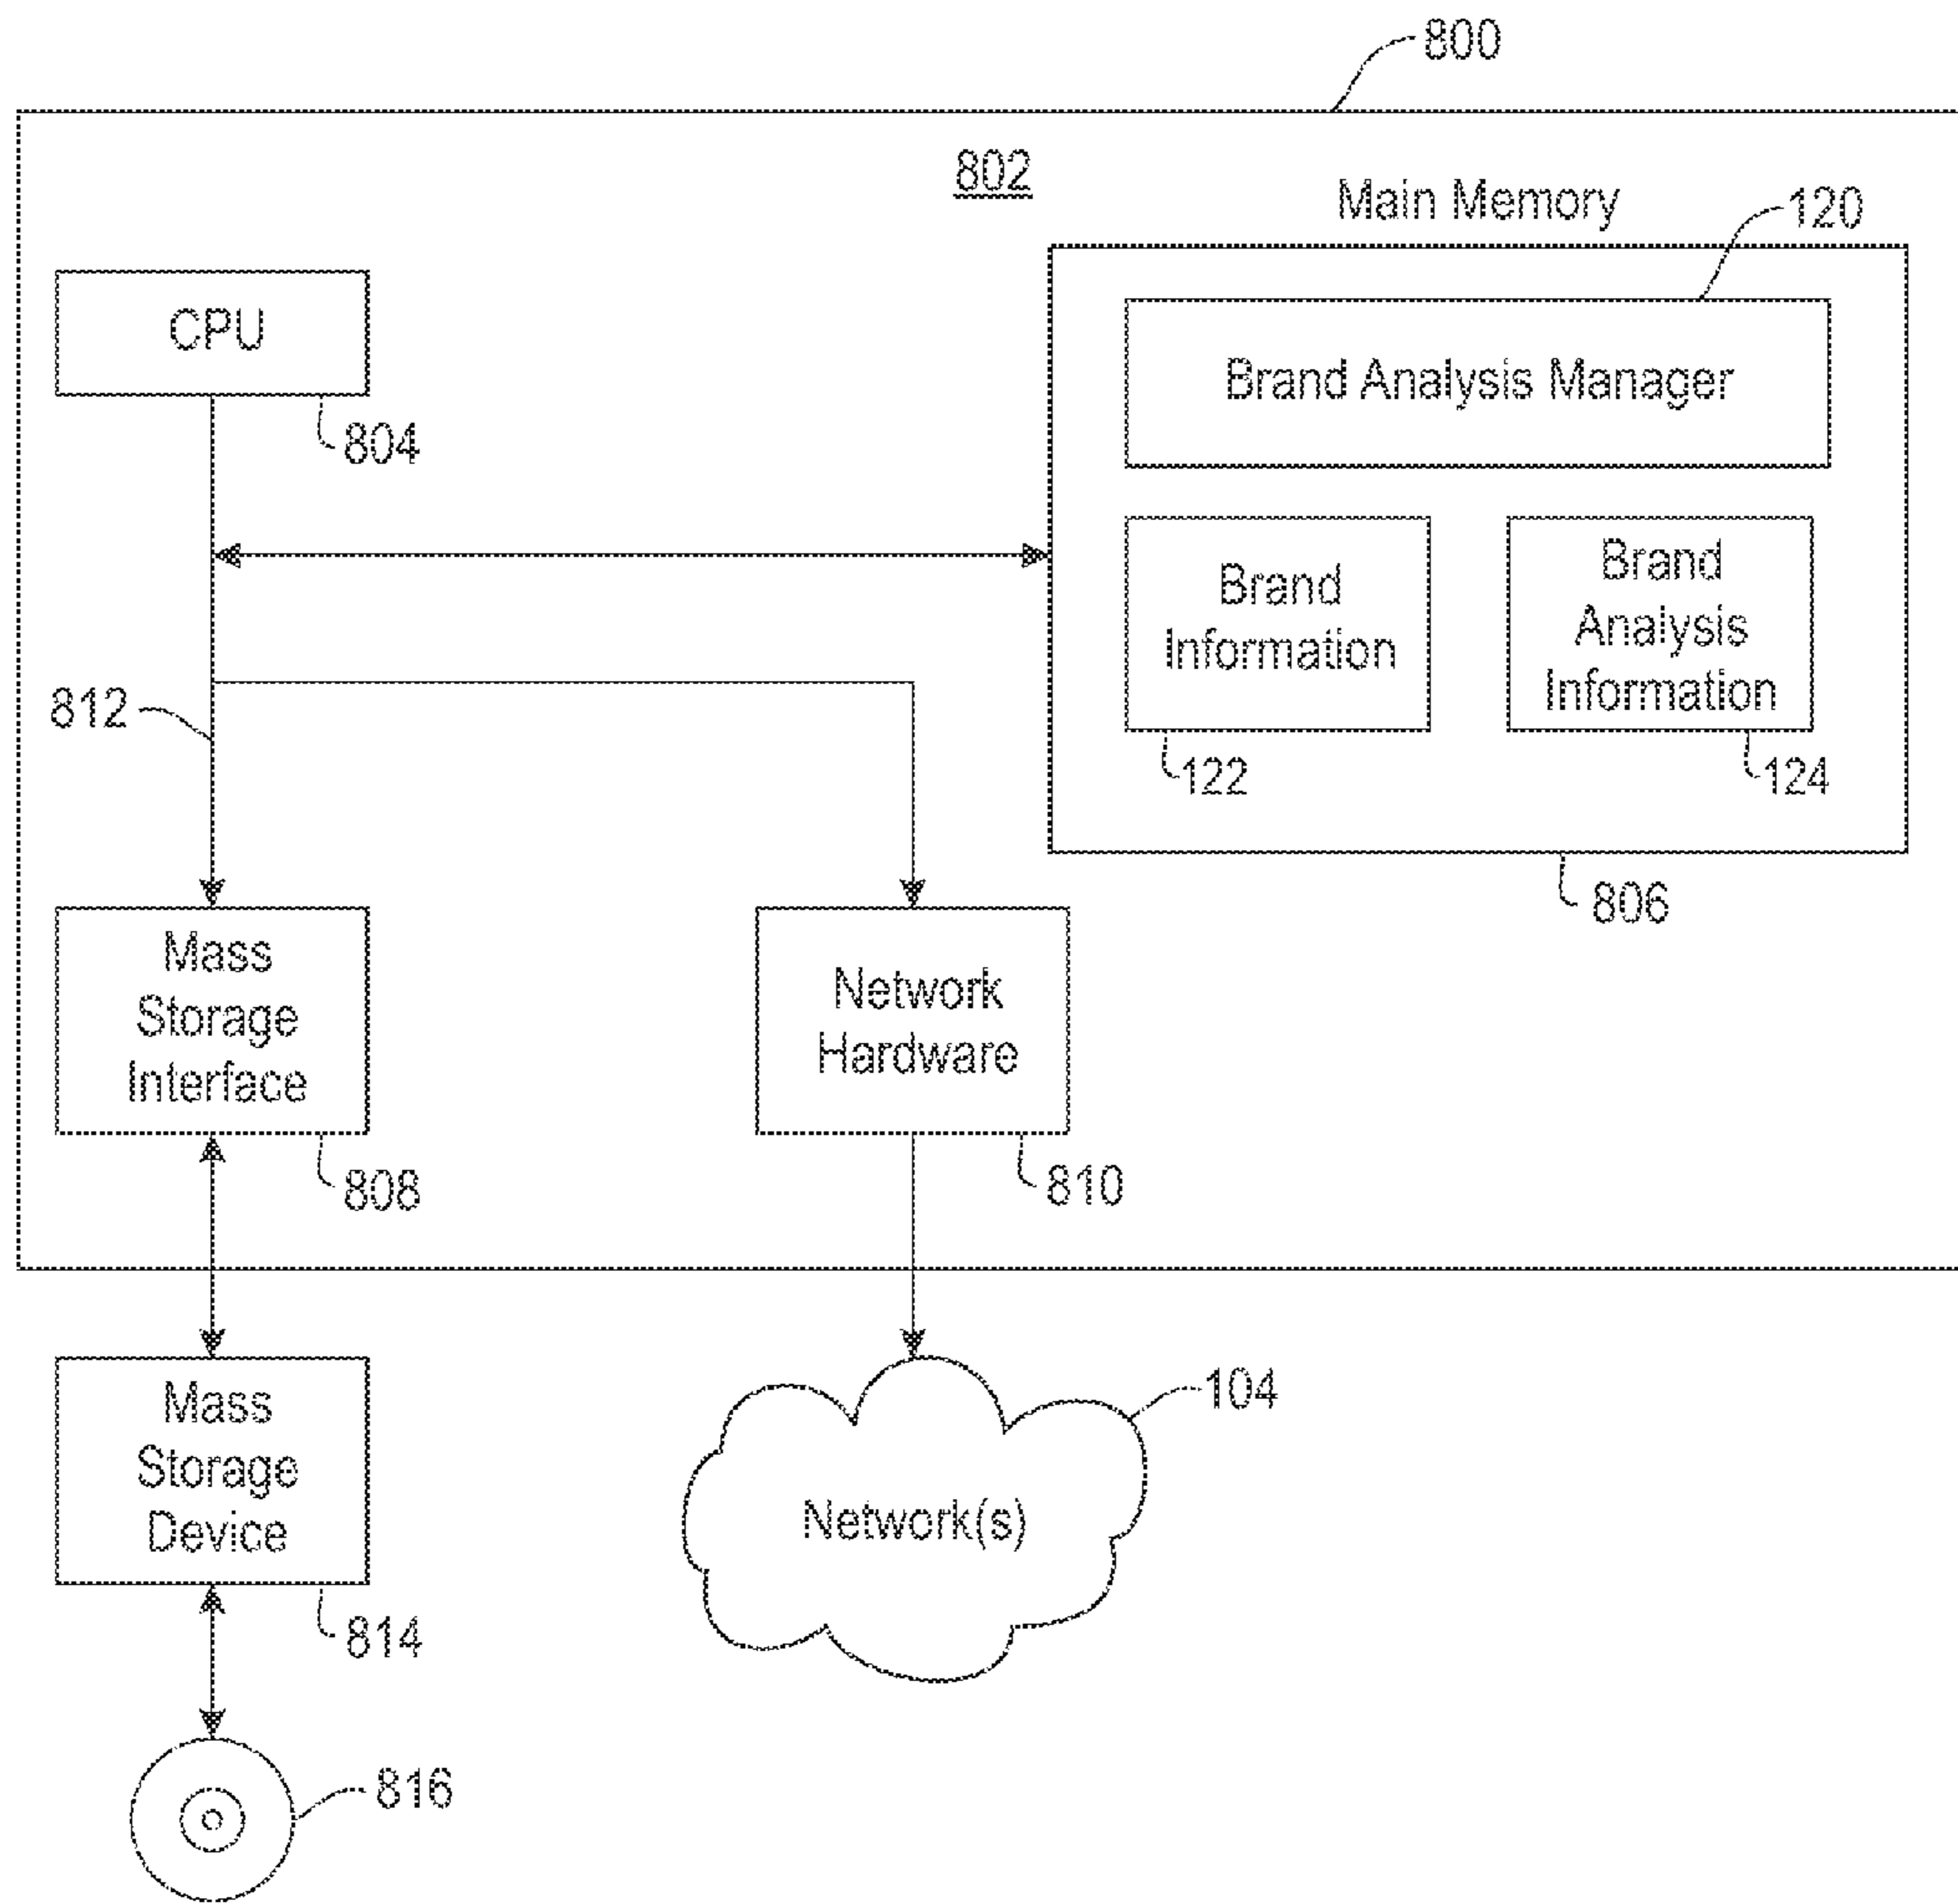 800
802
Main Memory
120
CPU
Brand Analysis Manager
804
Brand
Information
Brand
Analysis
Information
812
122
124
806
Mass
Storage
Interface
Network
Hardware
808
810
Mass
Storage
Device
104
Network(s)
814
816